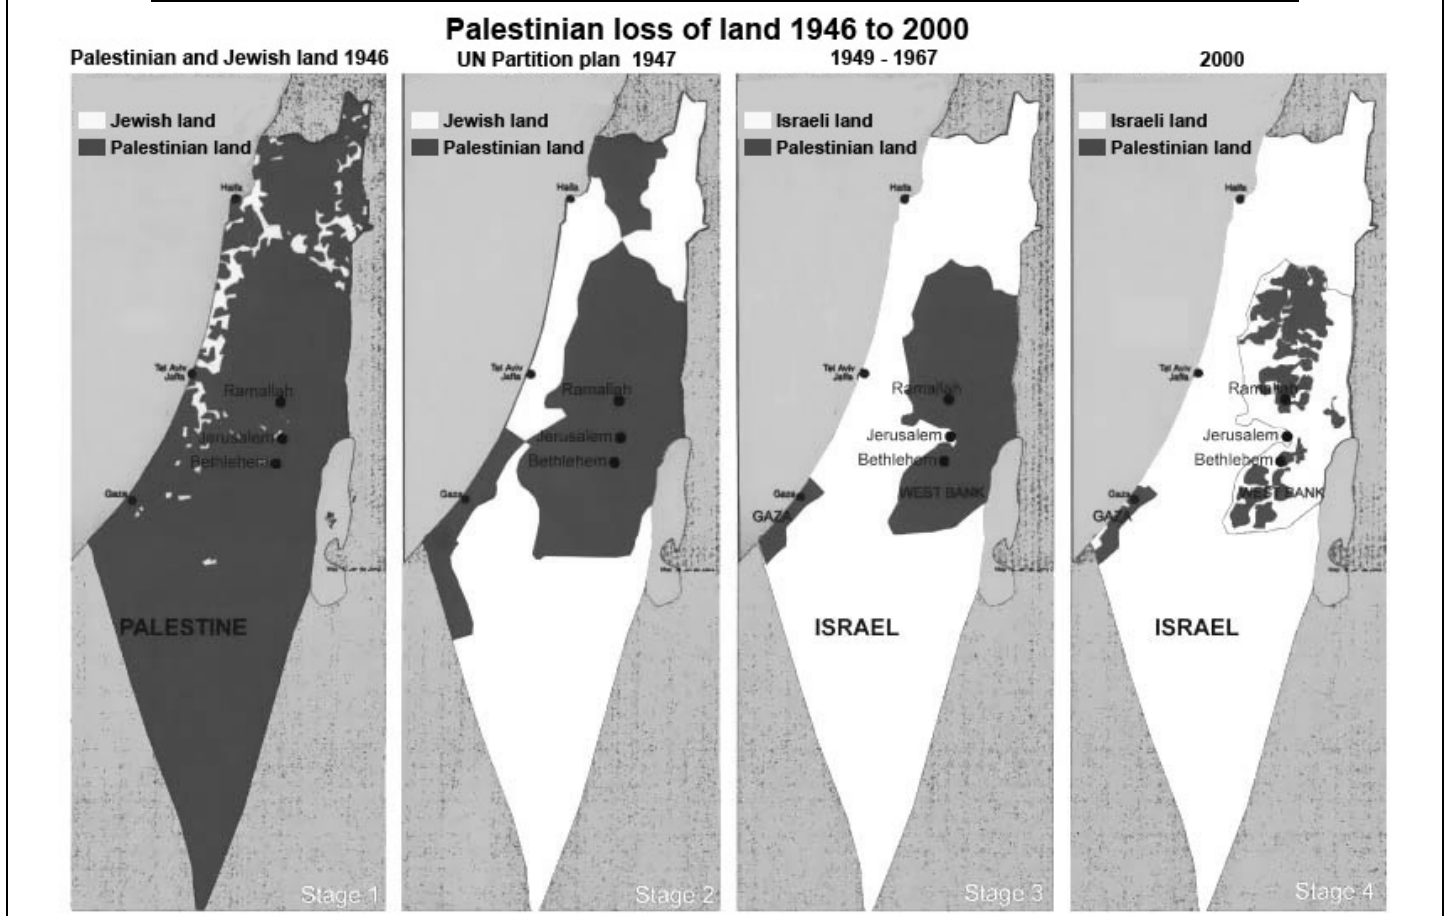 Palestinian loss of land 1946 to 2000
Palestinian and Jewish land 1946
Jewish land
Palestinian land
Haifa
Tel Aviv
Jaffa
Ramallah
Jerusalem
Bethlehem
Gaza
PALESTINE
Stage 1
UN Partition plan 1947
Jewish land
Palestinian land
Haifa
Tel Aviv
Jaffa
Ramallah
Jerusalem
Bethlehem
Gaza
Stage 2
1949 - 1967
Israeli land
Palestinian land
Haifa
Tel Aviv
Jaffa
Ramallah
Jerusalem
Bethlehem
Gaza
WEST BANK
GAZA
ISRAEL
Stage 3
2000
Israeli land
Palestinian land
Haifa
Tel Aviv
Jaffa
Ramallah
Jerusalem
Bethlehem
Gaza
WEST BANK
GAZA
ISRAEL
Stage 4